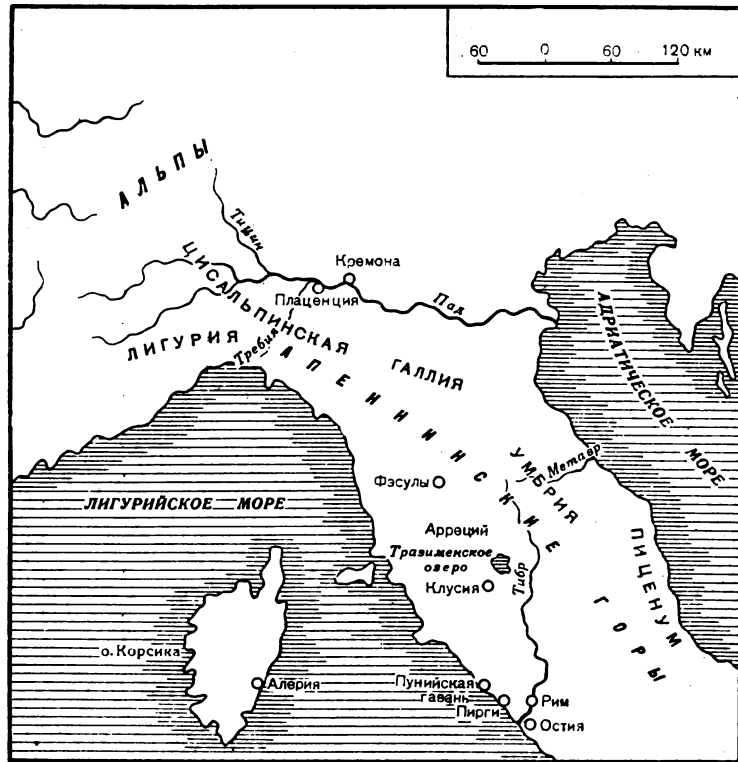 60 0 60 120 км
АЛЬПЫ
Тицин
ЦИСАЛЬПИНСКАЯ
ГАЛЛИЯ
Кремона
Плаценция
Пад
ЛИГУРИЯ
Требия
АПЕННИНСКИЕ
ГОРЫ
АДРИАТИЧЕСКОЕ
МОРЕ
УМБРИЯ
Метавр
Фэсулы
ЛИГУРИЙСКОЕ МОРЕ
Арреций
Тразименское
озеро
Тибр
Клусия
ПИЦЕНУМ
о. Корсика
Алерия
Пунийская
гавань
Пирги
Рим
Остия